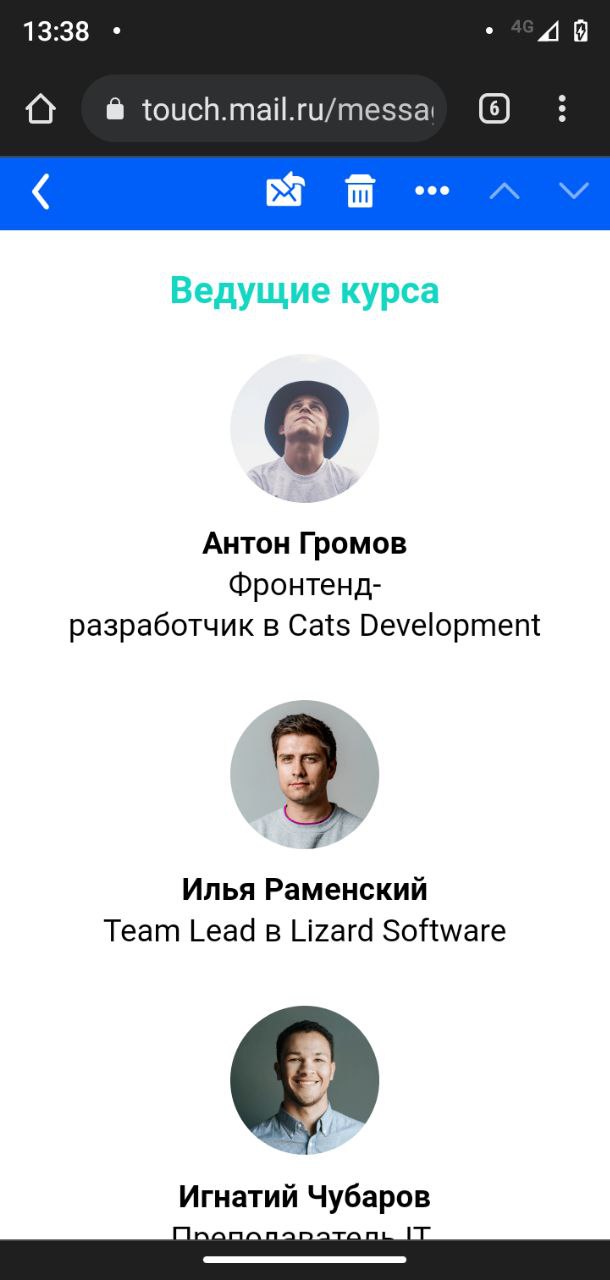 13:38
4G
touch.mail.ru/messa
6
Ведущие курса
Антон Громов
Фронтенд-
разработчик в Cats Development
Илья Раменский
Team Lead в Lizard Software
Игнатий Чубаров
Преподаватель IT